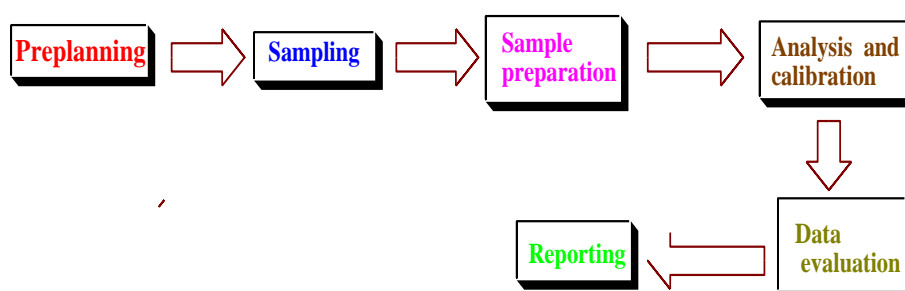 Preplanning
Sampling
Sample
preparation
Analysis and
calibration
Data
evaluation
Reporting